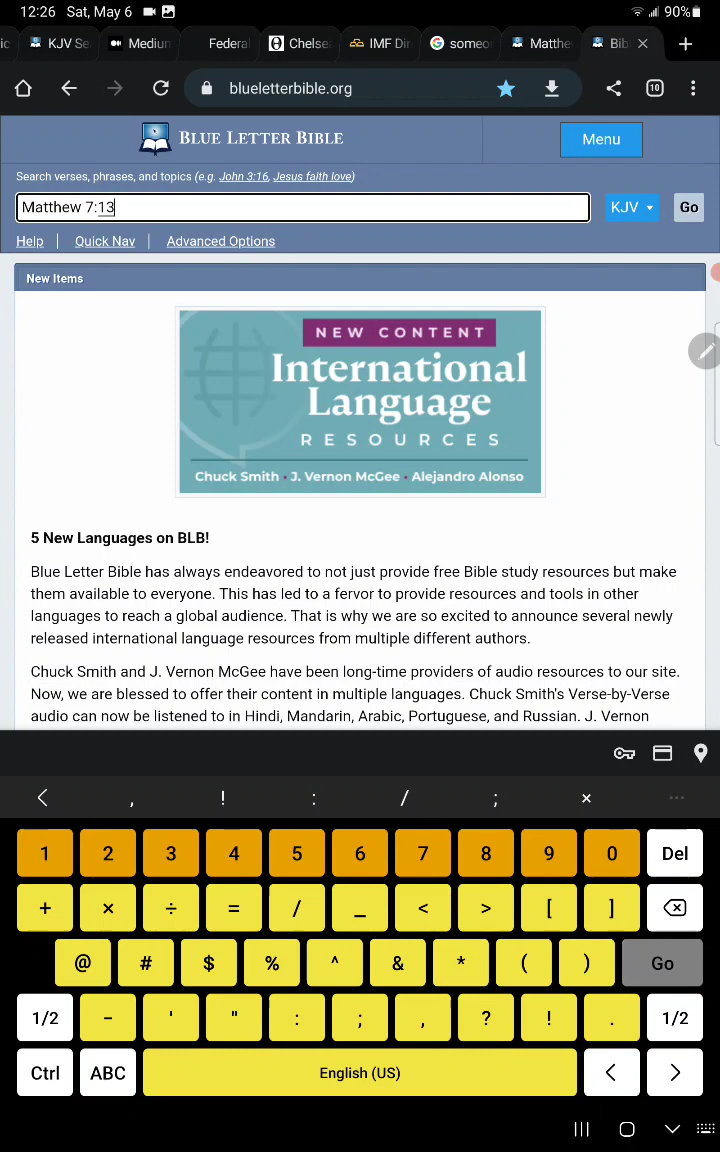 12:26 Sat, May 6 90%
ic KJV Se Mediun Federal Chelse IMF Dir someo Matthe Bib
blueletterbible.org 10
BLUE LETTER BIBLE Menu
Search verses, phrases, and topics (e.g. John 3:16, Jesus faith love)
Matthew 7:13 KJV Go
Help | Quick Nav | Advanced Options
New Items
NEW CONTENT
International
Language
RESOURCES
Chuck Smith • J. Vernon McGee • Alejandro Alonso
5 New Languages on BLB!
Blue Letter Bible has always endeavored to not just provide free Bible study resources but make
them available to everyone. This has led to a fervor to provide resources and tools in other
languages to reach a global audience. That is why we are so excited to announce several newly
released international language resources from multiple different authors.
Chuck Smith and J. Vernon McGee have been long-time providers of audio resources to our site.
Now, we are blessed to offer their content in multiple languages. Chuck Smith's Verse-by-Verse
audio can now be listened to in Hindi, Mandarin, Arabic, Portuguese, and Russian. J. Vernon
, ! : / ; × ...
1 2 3 4 5 6 7 8 9 0 Del
+ × ÷ = / _ < > [ ]
@ # $ % ^ & * ( ) Go
1/2 - ' " : ; , ? ! . 1/2
Ctrl ABC English (US) < >